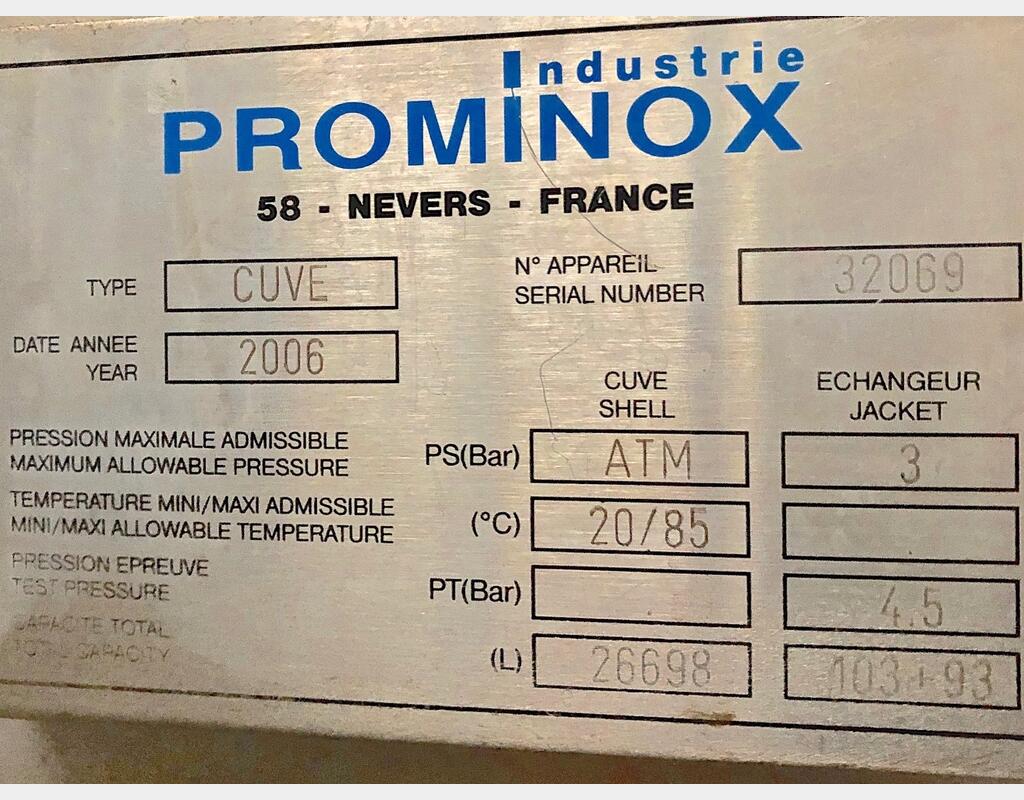 Industrie
PROMINOX
58 - NEVERS - FRANCE
TYPE CUVE
N° APPAREIL
SERIAL NUMBER 32069
DATE ANNEE
YEAR 2006
CUVE
SHELL
ECHANGEUR
JACKET
PRESSION MAXIMALE ADMISSIBLE
MAXIMUM ALLOWABLE PRESSURE PS(Bar) ATM 3
TEMPERATURE MINI/MAXI ADMISSIBLE
MINI/MAXI ALLOWABLE TEMPERATURE (°C) 20/85
PRESSION EPREUVE
TEST PRESSURE PT(Bar) 4.5
CAPACITE TOTAL
TOTAL CAPACITY (L) 26698 103+93